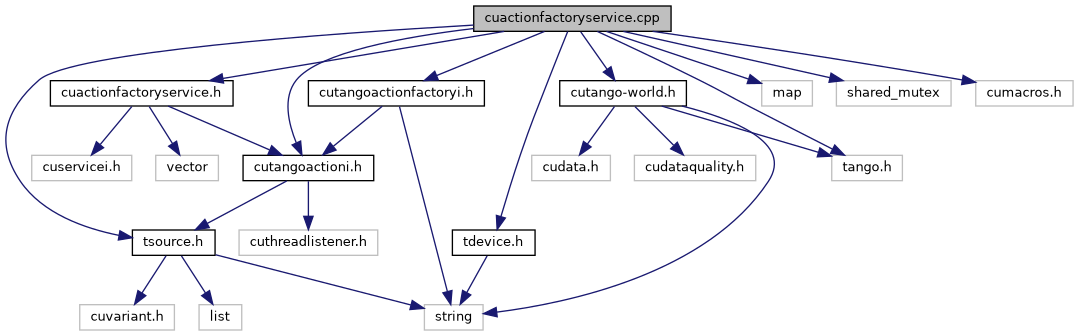 cuactionfactoryservice.cpp
cuactionfactoryservice.h
cutangoactionfactoryi.h
cutango-world.h
map
shared_mutex
cumacros.h
cuservicei.h
vector
cutangoactioni.h
cudata.h
cudataquality.h
tango.h
tsource.h
cuthreadlistener.h
tdevice.h
cuvariant.h
list
string